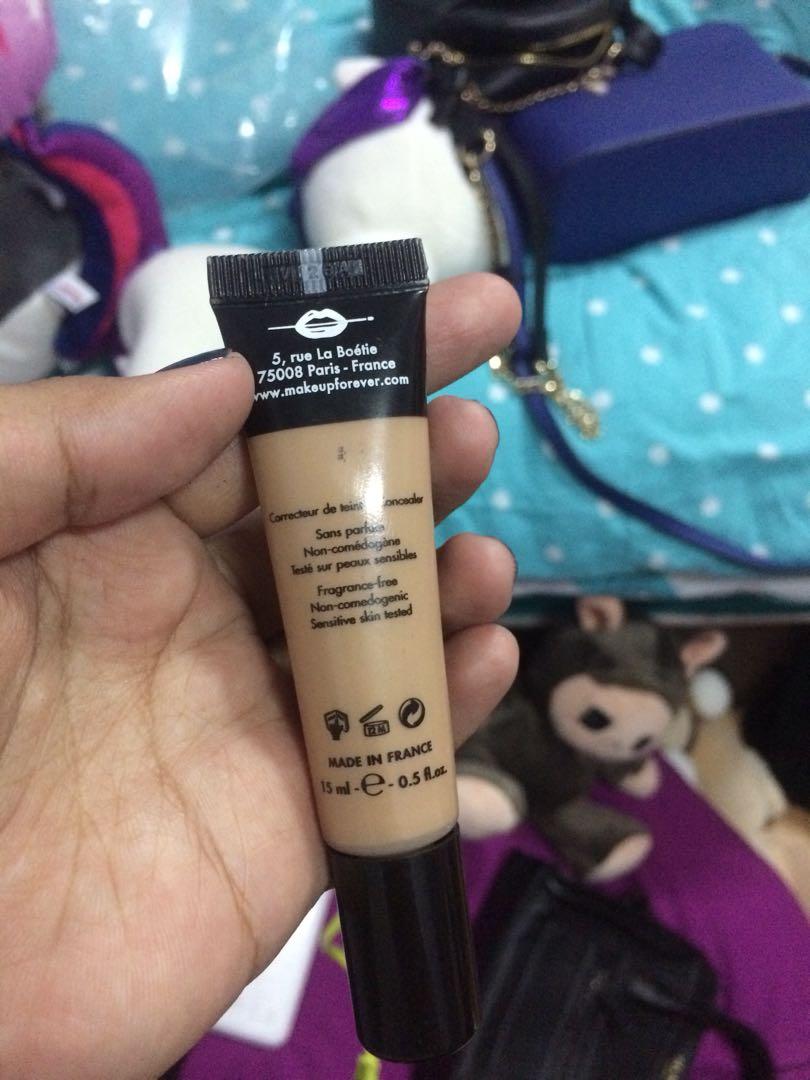 5, rue La Boétie
75008 Paris - France
www.makeupforever.com
Correcteur de teint Concealer
Sans parfum
Non-comédogène
Testé sur peaux sensibles
Fragrance-free
Non-comedogenic
Sensitive skin tested
12 M
MADE IN FRANCE
15 ml - e - 0.5 fl.oz.